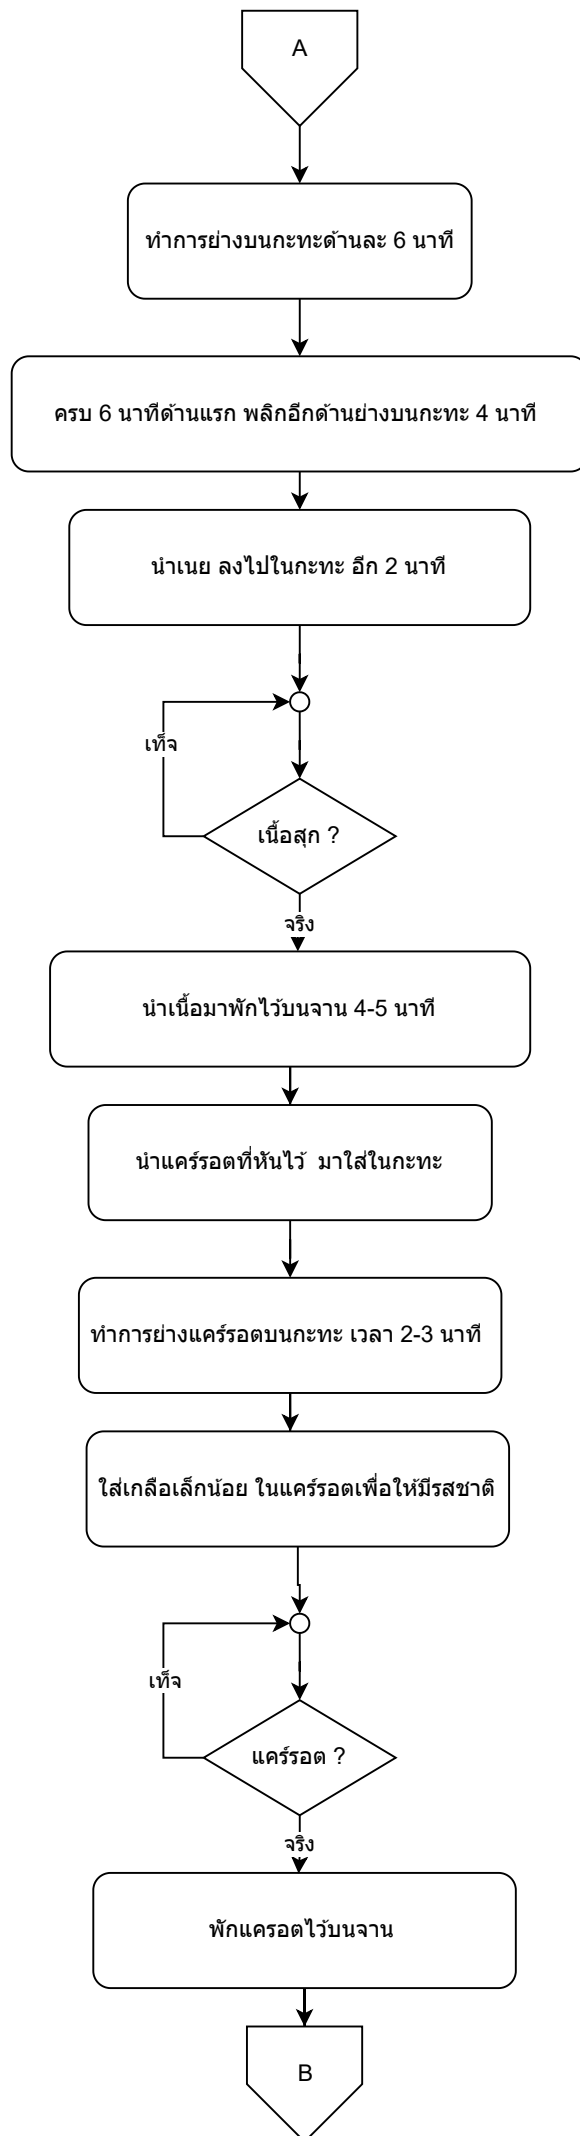 A
ทำการย่างบนกะทะด้านละ 6 นาที
ครบ 6 นาทีด้านแรก พลิกอีกด้านย่างบนกะทะ 4 นาที
นำเนย ลงไปในกะทะ อีก 2 นาที
เท็จ
เนื้อสุก ?
จริง
นำเนื้อมาพักไว้บนจาน 4-5 นาที
นำแคร์รอตที่หันไว้ มาใส่ในกะทะ
ทำการย่างแคร์รอตบนกะทะ เวลา 2-3 นาที
ใส่เกลือเล็กน้อย ในแคร์รอตเพื่อให้มีรสชาติ
เท็จ
แคร์รอต ?
จริง
พักแครอตไว้บนจาน
B